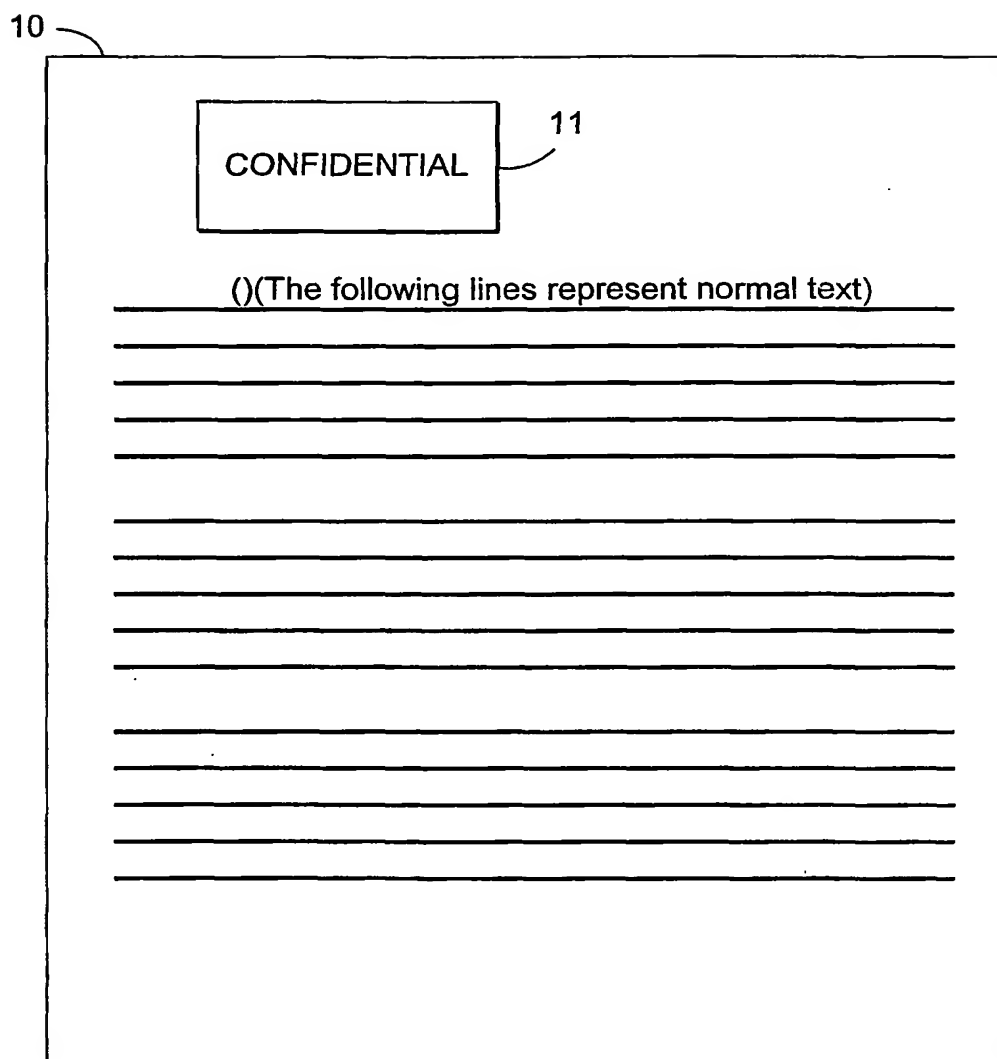 10
11
CONFIDENTIAL
()(The following lines represent normal text)